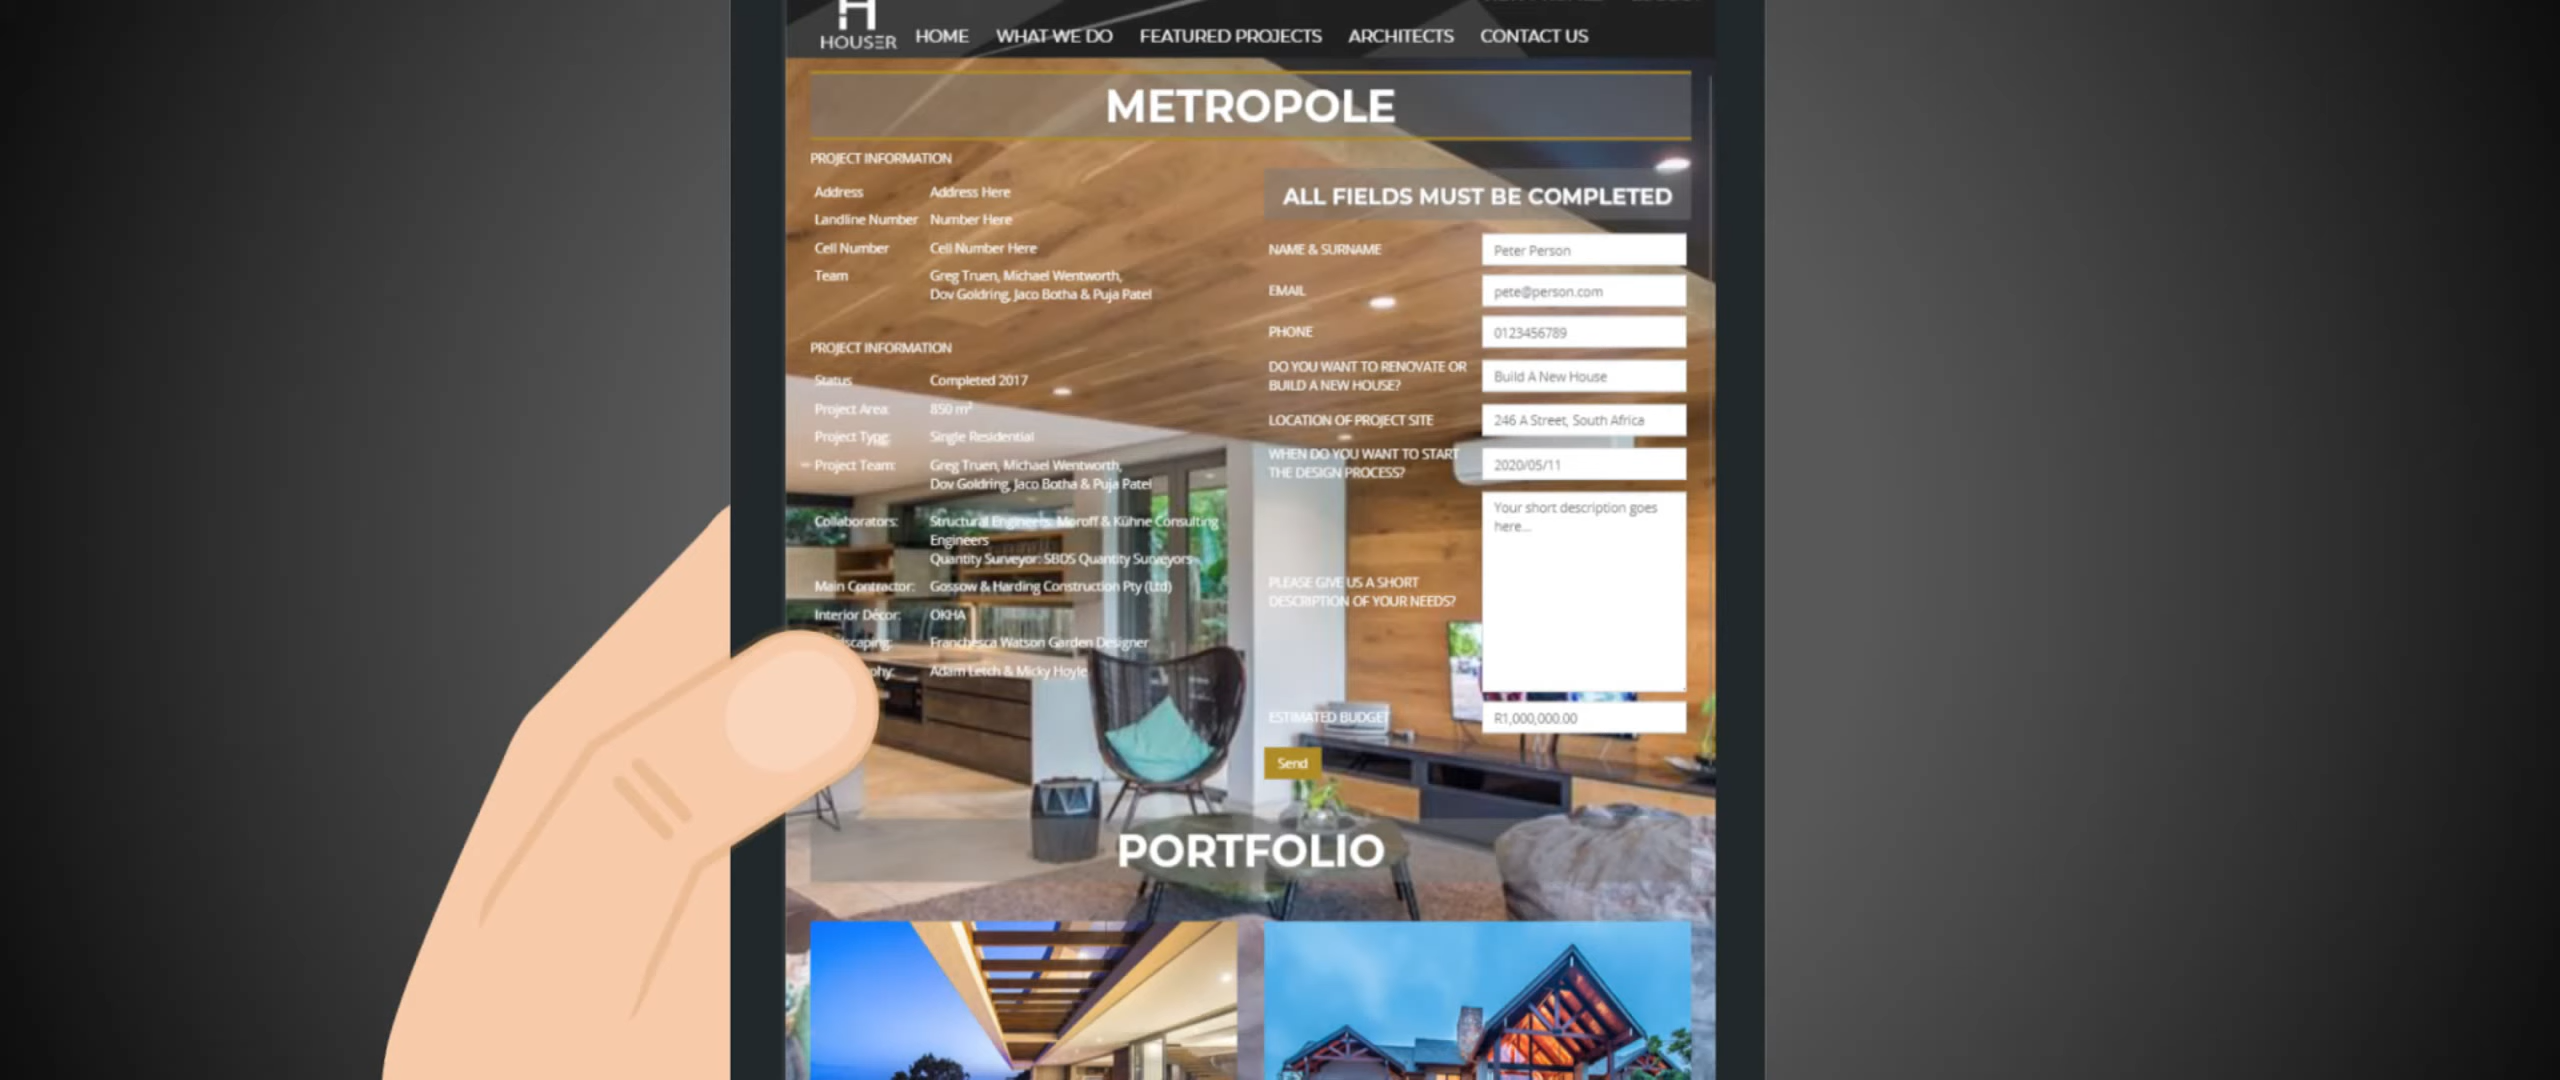 H
HOUSER
HOME
WHAT WE DO
FEATURED PROJECTS
ARCHITECTS
CONTACT US
METROPOLE
PROJECT INFORMATION
Address Address Here
Landline Number Number Here
Cell Number Cell Number Here
Team Greg Truen, Michael Wentworth,
Dov Goldring, Jaco Botha & Puja Patel
PROJECT INFORMATION
Status Completed 2017
Project Area: 850 m²
Project Type: Single Residential
Project Team: Greg Truen, Michael Wentworth,
Dov Goldring, Jaco Botha & Puja Patel
Collaborators: Structural Engineers: Moroff & Kühne Consulting
Engineers
Quantity Surveyor: SBDS Quantity Surveyors
Main Contractor: Gossow & Harding Construction Pty (Ltd)
Interior Décor: OKHA
scaping: Franchesca Watson Garden Designer
phy: Adam Letch & Micky Hoyle
ALL FIELDS MUST BE COMPLETED
NAME & SURNAME Peter Person
EMAIL pete@person.com
PHONE 0123456789
DO YOU WANT TO RENOVATE OR
BUILD A NEW HOUSE? Build A New House
LOCATION OF PROJECT SITE 246 A Street, South Africa
WHEN DO YOU WANT TO START
THE DESIGN PROCESS? 2020/05/11
Your short description goes
here...
PLEASE GIVE US A SHORT
DESCRIPTION OF YOUR NEEDS?
ESTIMATED BUDGET R1,000,000.00
Send
PORTFOLIO